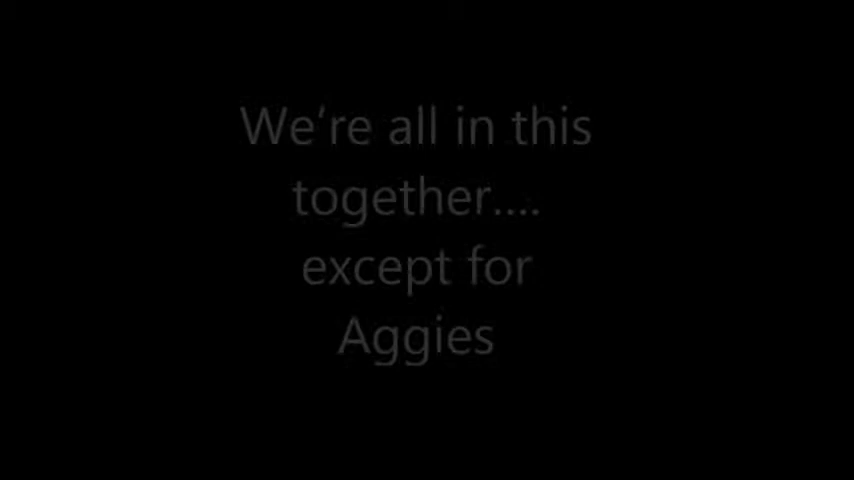 We're all in this
together....
except for
Aggies